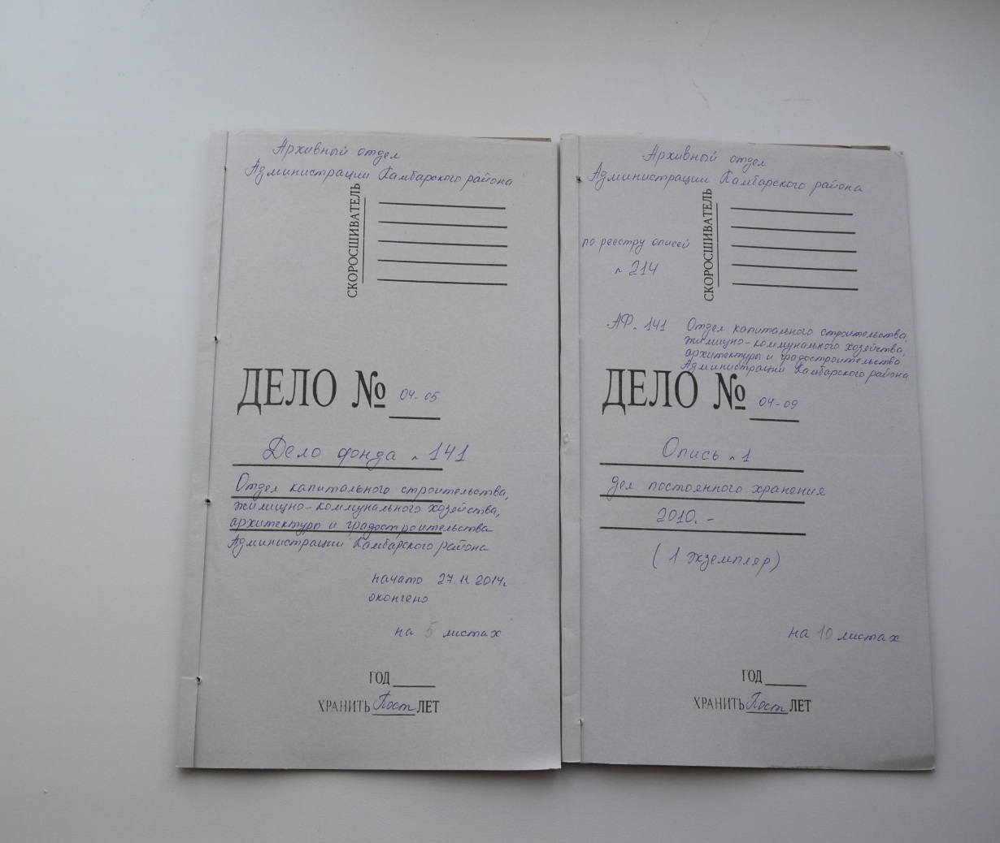 Архивный отдел
Администрации Камбарского района
СКОРОСШИВАТЕЛЬ
ДЕЛО № 04-05
Дело фонда № 141
Отдел капитального строительства,
жилищно-коммунального хозяйства,
архитектуры и градостроительства
Администрации Камбарского района
начато 27.11.2014г.
окончено
на 5 листах
ГОД
ХРАНИТЬ Пост ЛЕТ
Архивный отдел
Администрации Камбарского района
СКОРОСШИВАТЕЛЬ
по реестру описей
№ 214
АФ. 141 Отдел капитального строительства,
жилищно-коммунального хозяйства,
архитектуры и градостроительства
Администрации Камбарского района
ДЕЛО № 04-09
Опись № 1
дел постоянного хранения
2010г. -
(1 экземпляр)
на 10 листах
ГОД
ХРАНИТЬ Пост ЛЕТ